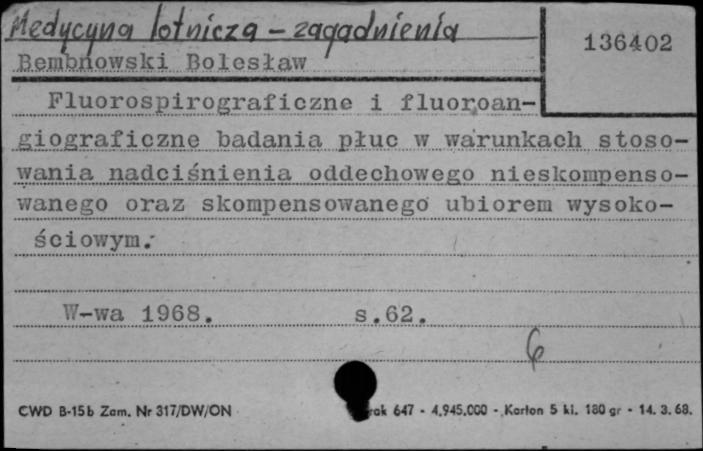 Medycyna lotnicza – zagadnienia
136402
Bembnowski Bolesław
Fluorospirograficzne i fluoroan-
giograficzne badania płuc w warunkach stoso-
wania nadciśnienia oddechowego nieskompenso-
wanego oraz skompensowanego ubiorem wysoko-
ściowym.
W-wa 1968. s.62.
6
CWD B-15b Zam. Nr 317/DW/ON 647 - 4.945.000 - Karton 5 kl. 180 gr - 14. 3. 68.